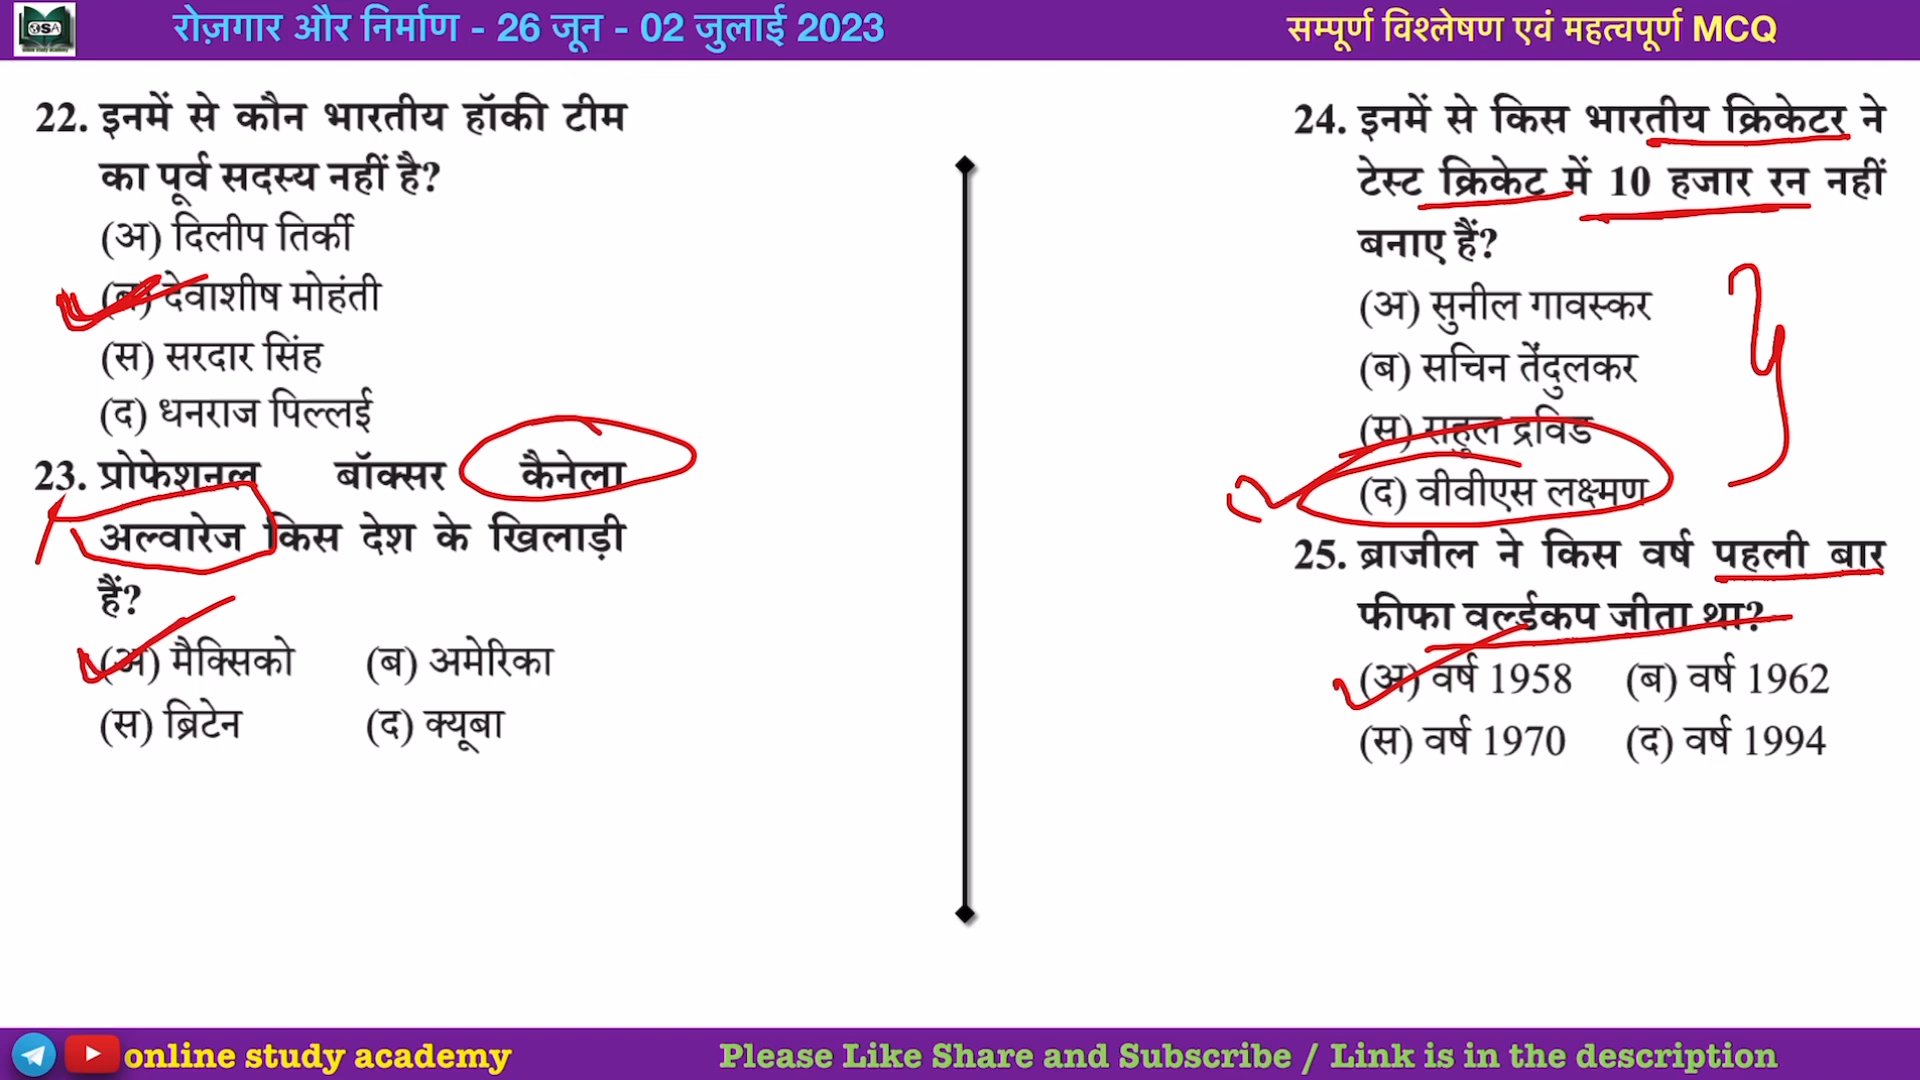 OSA
रोज़गार और निर्माण - 26 जून - 02 जुलाई 2023
सम्पूर्ण विश्लेषण एवं महत्वपूर्ण MCQ
22. इनमें से कौन भारतीय हॉकी टीम
का पूर्व सदस्य नहीं है?
(अ) दिलीप तिर्की
(ब) देवाशीष मोहंती
(स) सरदार सिंह
(द) धनराज पिल्लई
23. प्रोफेशनल बॉक्सर कैनेला
अल्वारेज किस देश के खिलाड़ी
हैं?
(अ) मैक्सिको (ब) अमेरिका
(स) ब्रिटेन (द) क्यूबा
24. इनमें से किस भारतीय क्रिकेटर ने
टेस्ट क्रिकेट में 10 हजार रन नहीं
बनाए हैं?
(अ) सुनील गावस्कर
(ब) सचिन तेंदुलकर
(स) राहुल द्रविड
(द) वीवीएस लक्ष्मण
25. ब्राजील ने किस वर्ष पहली बार
फीफा वर्ल्डकप जीता था?
(अ) वर्ष 1958 (ब) वर्ष 1962
(स) वर्ष 1970 (द) वर्ष 1994
online study academy
Please Like Share and Subscribe / Link is in the description